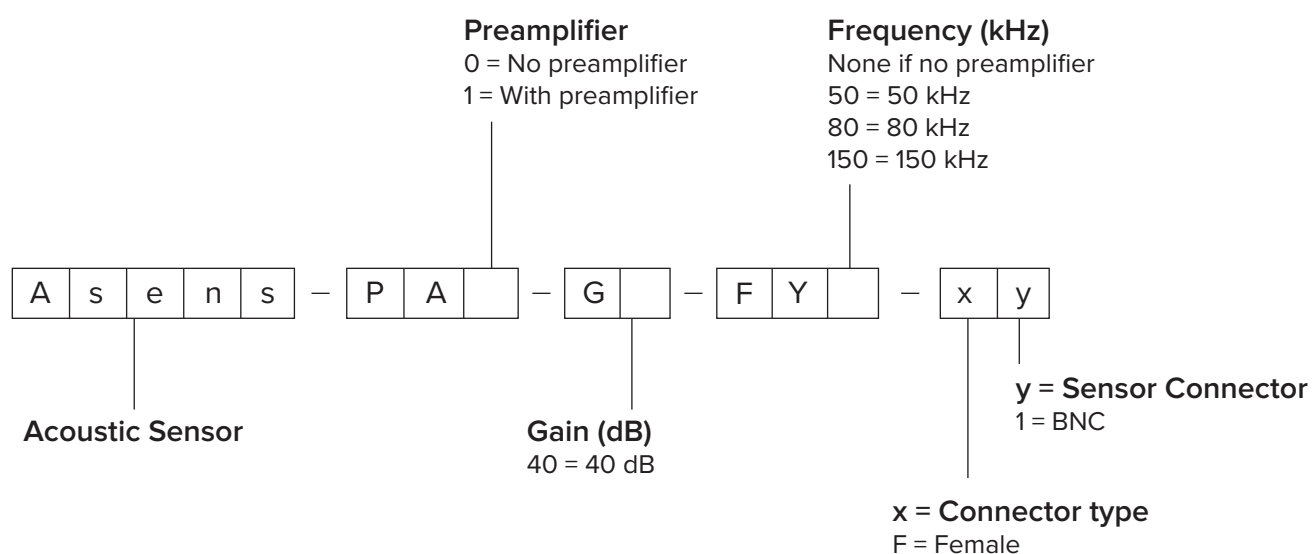 Preamplifier
0 = No preamplifier
1 = With preamplifier
Frequency (kHz)
None if no preamplifier
50 = 50 kHz
80 = 80 kHz
150 = 150 kHz
A s e n s – P A – G – F Y – x y
Acoustic Sensor
Gain (dB)
40 = 40 dB
y = Sensor Connector
1 = BNC
x = Connector type
F = Female